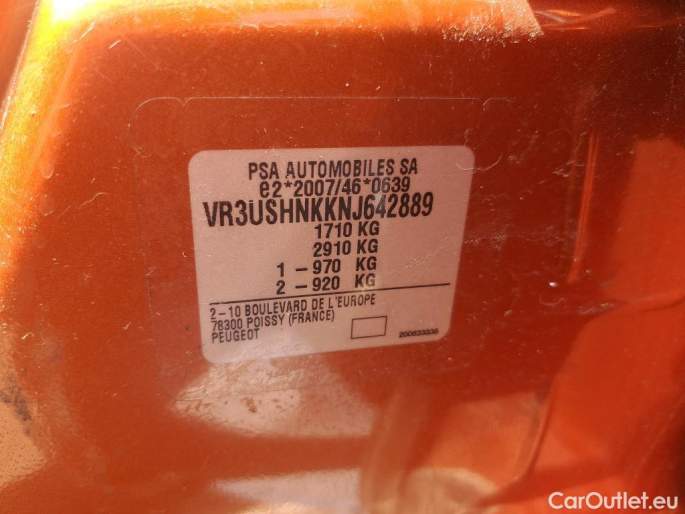 PSA AUTOMOBILES SA
e2*2007/46*0639
VR3USHNKKNJ642889
1710 KG
2910 KG
1 – 970 KG
2 – 920 KG
2 – 10 BOULEVARD DE L'EUROPE
78300 POISSY (FRANCE)
PEUGEOT
CarOutlet.eu